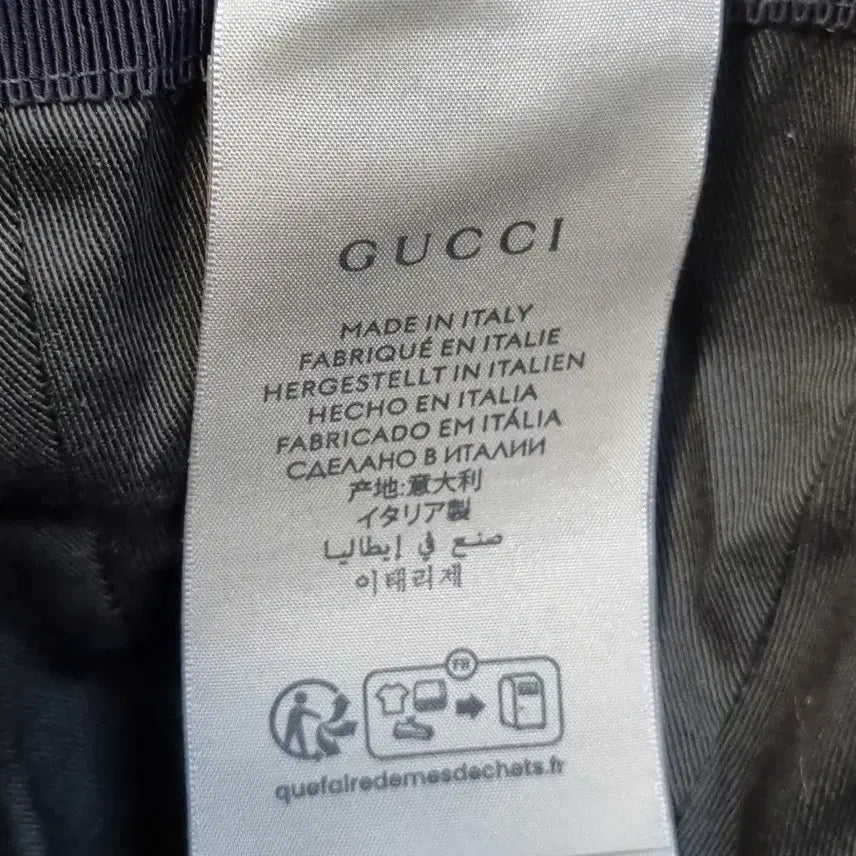 GUCCI
MADE IN ITALY
FABRIQUÉ EN ITALIE
HERGESTELLT IN ITALIEN
HECHO EN ITALIA
FABRICADO EM ITÁLIA
СДЕЛАНО В ИТАЛИИ
产地:意大利
イタリア製
صنع في إيطاليا
이태리제
FR
quefairedemesdechets.fr